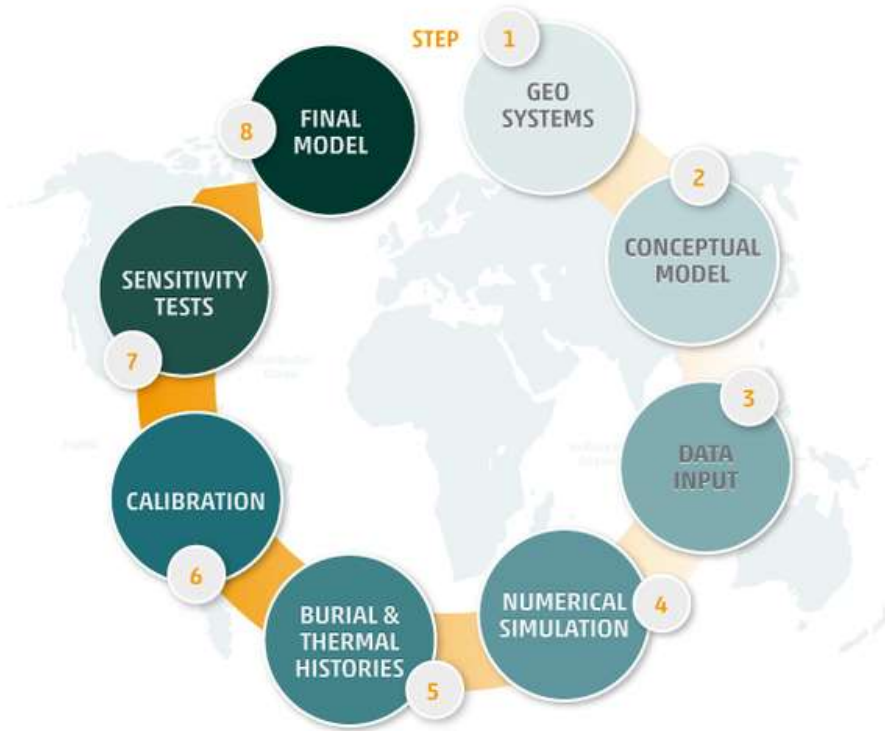 STEP
1
GEO
SYSTEMS
2
CONCEPTUAL
MODEL
3
DATA
INPUT
4
NUMERICAL
SIMULATION
5
BURIAL &
THERMAL
HISTORIES
6
CALIBRATION
7
SENSITIVITY
TESTS
8
FINAL
MODEL